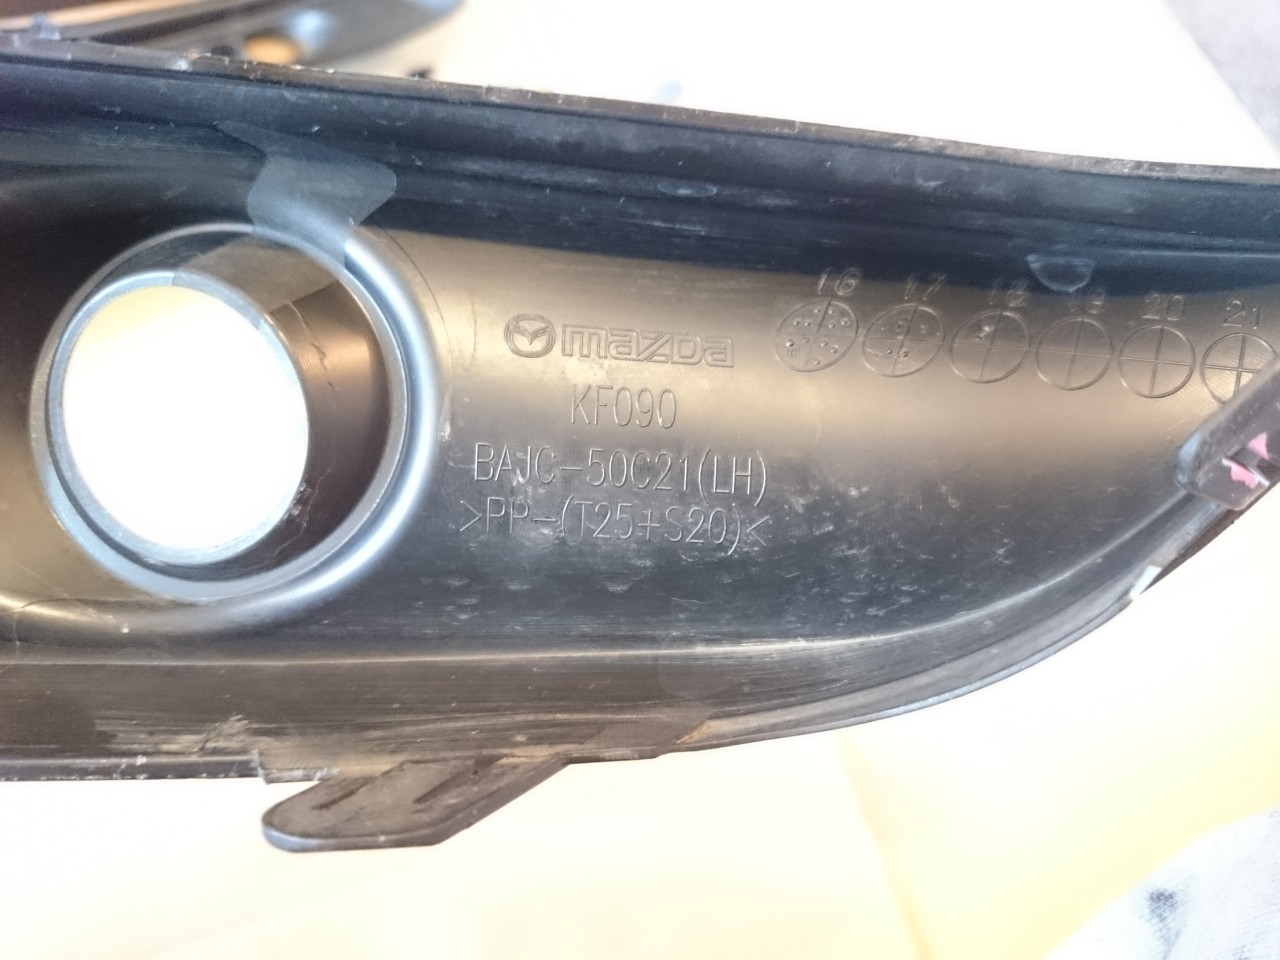 16 17 18 19 20 21
mazda
KF090
BAJC-50C21(LH)
>PP-(T25+S20)<